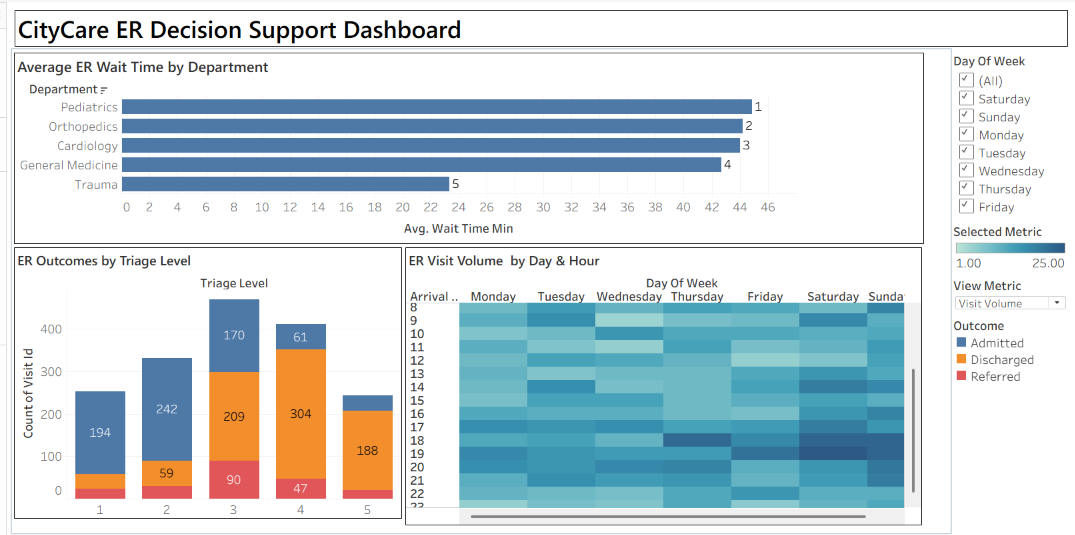 CityCare ER Decision Support Dashboard
Average ER Wait Time by Department
Department
Pediatrics 1
Orthopedics 2
Cardiology 3
General Medicine 4
Trauma 5
0 2 4 6 8 10 12 14 16 18 20 22 24 26 28 30 32 34 36 38 40 42 44 46
Avg. Wait Time Min
ER Outcomes by Triage Level
Triage Level
Count of Visit Id
400
300
200
100
0
194
242
59
170
209
90
61
304
47
188
1 2 3 4 5
ER Visit Volume by Day & Hour
Day Of Week
Arrival .. Monday Tuesday Wednesday Thursday Friday Saturday Sunda
8
9
10
11
12
13
14
15
16
17
18
19
20
21
22
23
Day Of Week
(All)
Saturday
Sunday
Monday
Tuesday
Wednesday
Thursday
Friday
Selected Metric
1.00 25.00
View Metric
Visit Volume
Outcome
Admitted
Discharged
Referred